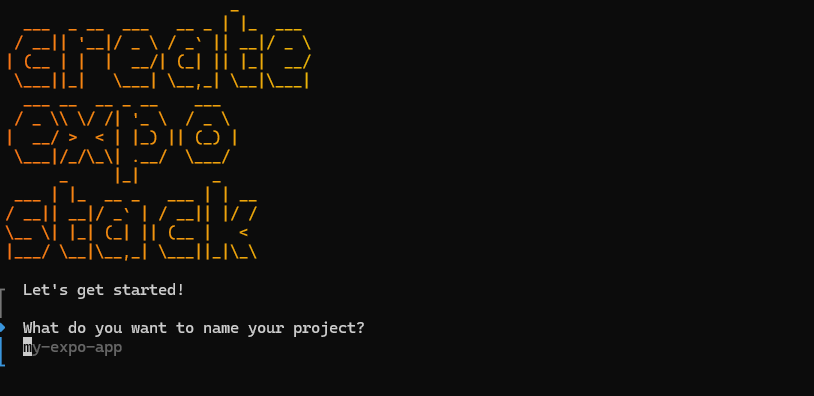 create
expo
stack
Let's get started!
What do you want to name your project?
my-expo-app